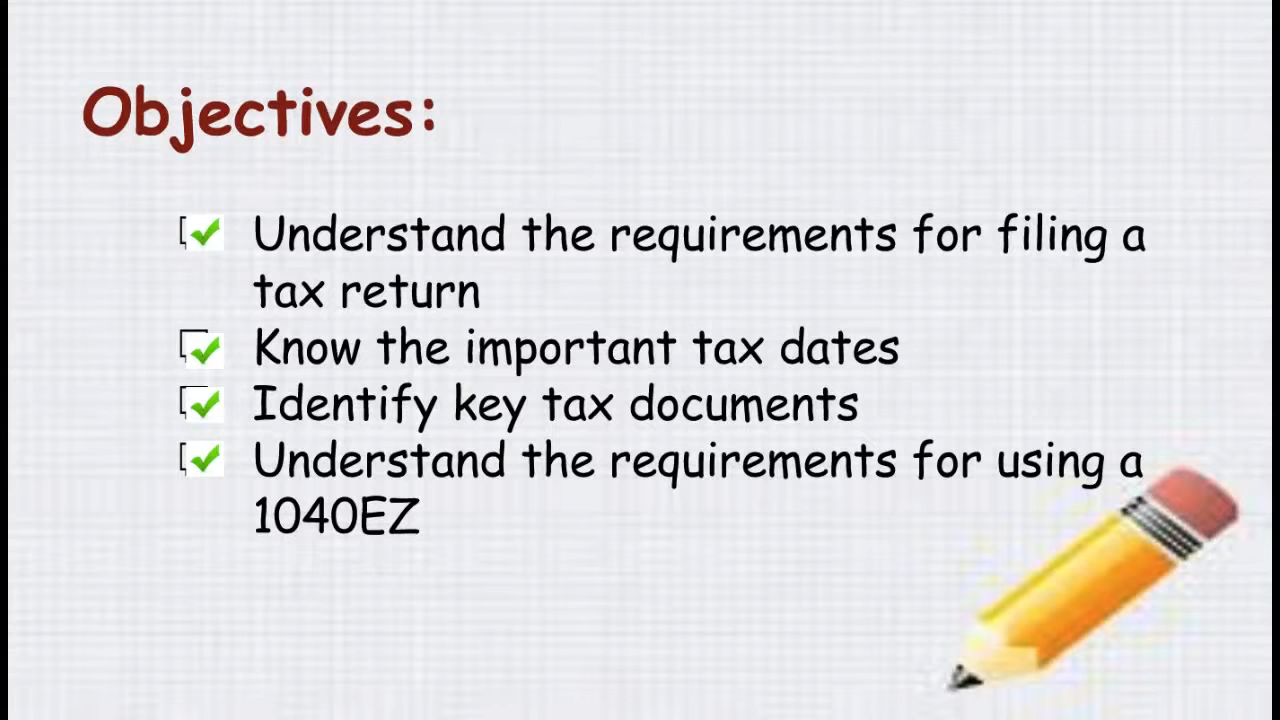 Objectives:
Understand the requirements for filing a
tax return
Know the important tax dates
Identify key tax documents
Understand the requirements for using a
1040EZ